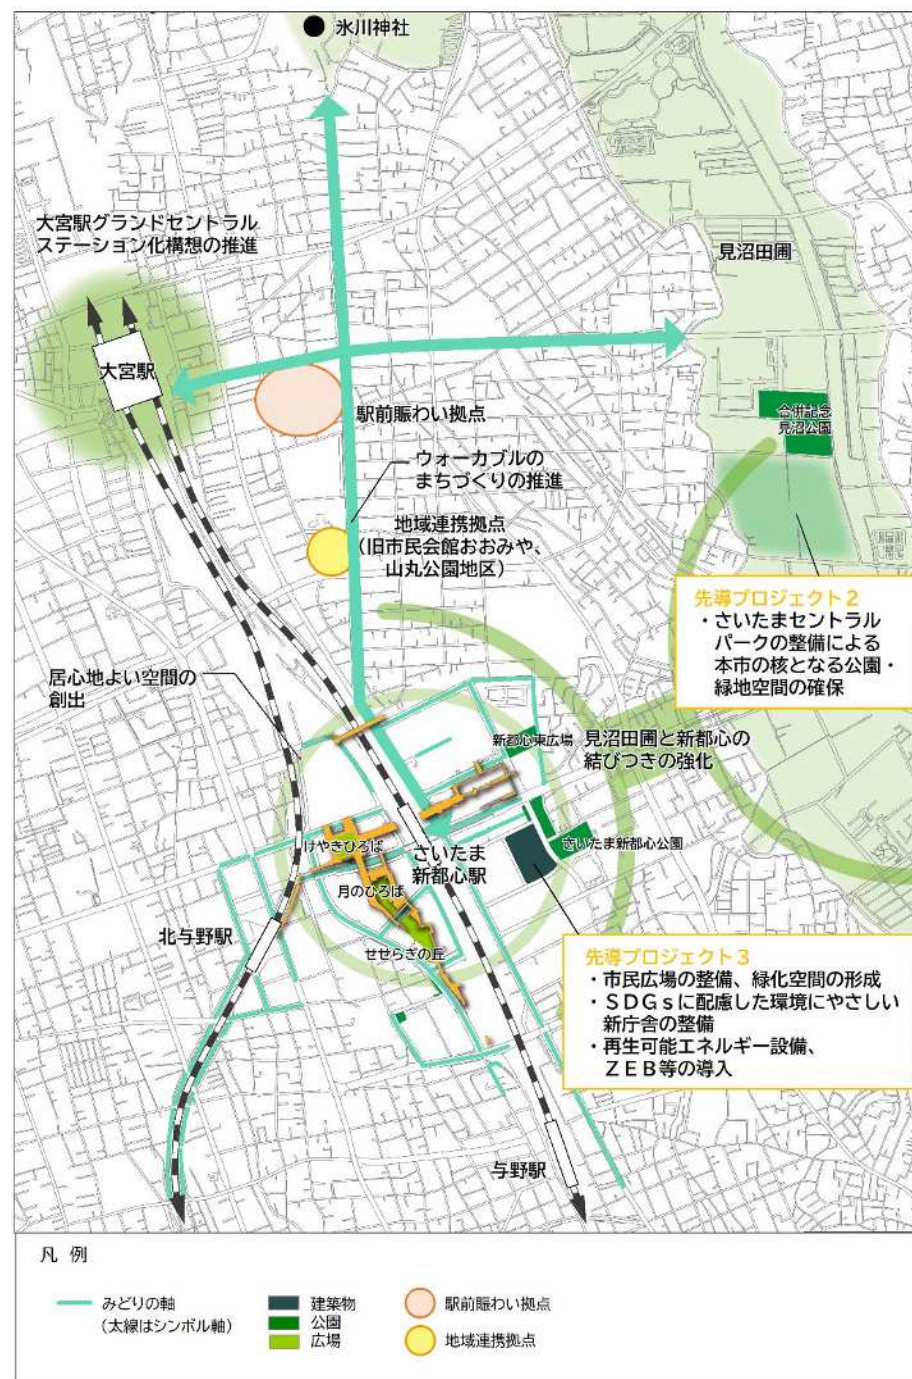 氷川神社
大宮駅グランドセントラル
ステーション化構想の推進
見沼田圃
大宮駅
合併記念
見沼公園
駅前賑わい拠点
ウォーカブルの
まちづくりの推進
地域連携拠点
(旧市民会館おおみや、
山丸公園地区)
先導プロジェクト2
・さいたまセントラル
パークの整備による
本市の核となる公園・
緑地空間の確保
居心地よい空間の
創出
新都心東広場
見沼田圃と新都心の
結びつきの強化
けやきひろば
さいたま
新都心駅
さいたま新都心公園
月のひろば
北与野駅
せせらぎの丘
先導プロジェクト3
・市民広場の整備、緑化空間の形成
・SDGsに配慮した環境にやさしい
新庁舎の整備
・再生可能エネルギー設備、
ZEB等の導入
与野駅
凡 例
みどりの軸
(太線はシンボル軸)
建築物
公園
広場
駅前賑わい拠点
地域連携拠点